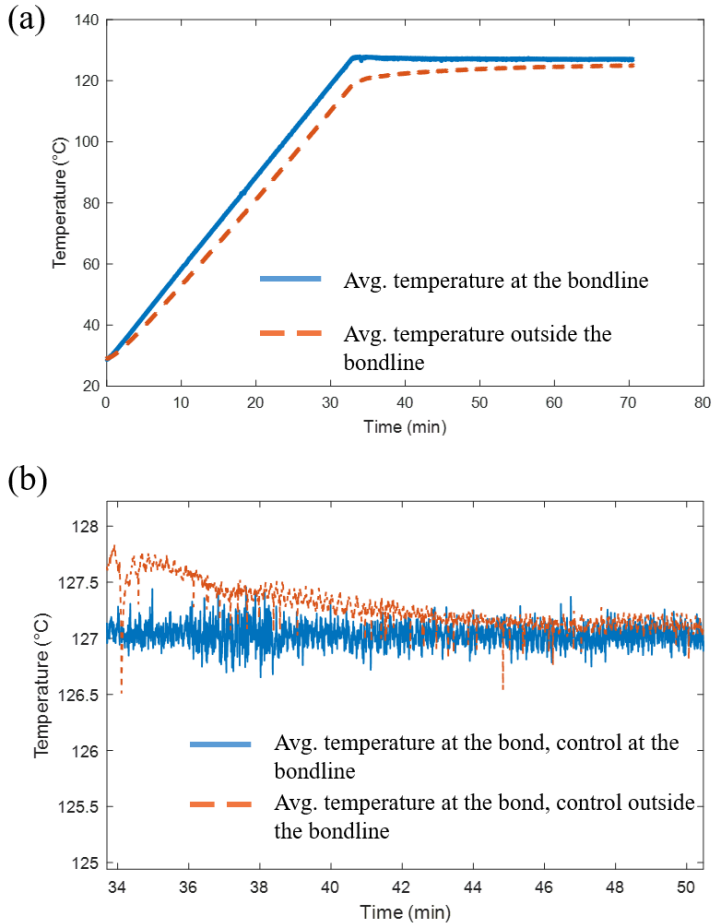 (a)
140
120
100
80
60
40
20
Temperature (°C)
Avg. temperature at the bondline
Avg. temperature outside the
bondline
0 10 20 30 40 50 60 70 80
Time (min)
(b)
128
127.5
127
126.5
126
125.5
125
Temperature (°C)
Avg. temperature at the bond, control at the
bondline
Avg. temperature at the bond, control outside
the bondline
34 36 38 40 42 44 46 48 50
Time (min)